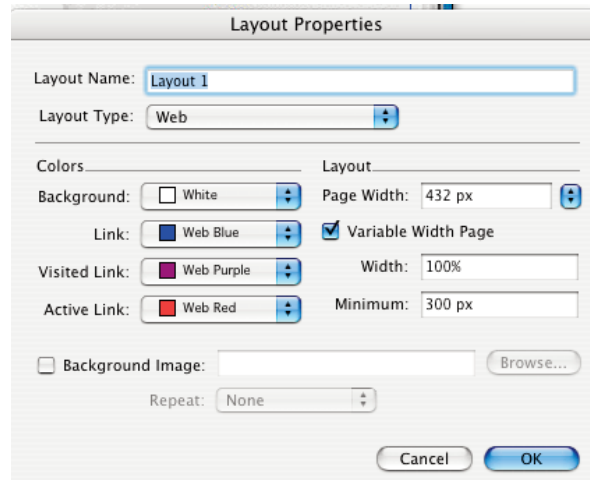 Layout Properties
Layout Name: Layout 1
Layout Type: Web
Colors
Background: White
Link: Web Blue
Visited Link: Web Purple
Active Link: Web Red
Layout
Page Width: 432 px
Variable Width Page
Width: 100%
Minimum: 300 px
Background Image: Browse...
Repeat: None
Cancel OK